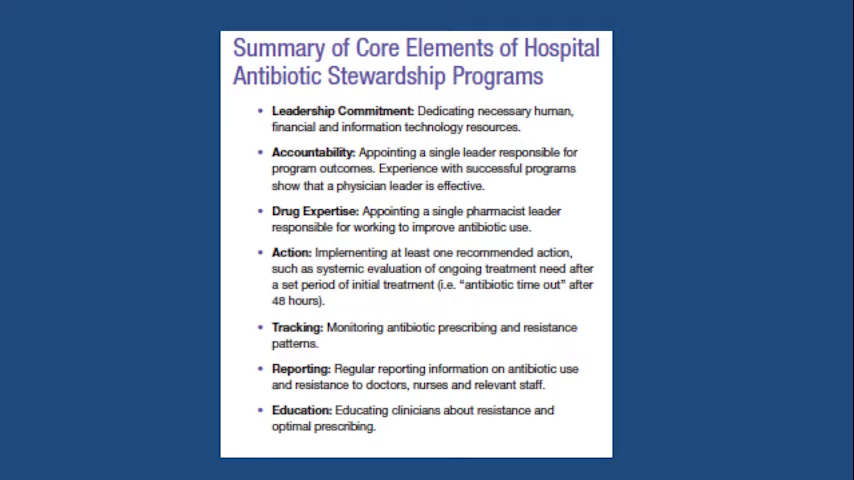 Summary of Core Elements of Hospital
Antibiotic Stewardship Programs
• Leadership Commitment: Dedicating necessary human,
financial and information technology resources.
• Accountability: Appointing a single leader responsible for
program outcomes. Experience with successful programs
show that a physician leader is effective.
• Drug Expertise: Appointing a single pharmacist leader
responsible for working to improve antibiotic use.
• Action: Implementing at least one recommended action,
such as systemic evaluation of ongoing treatment need after
a set period of initial treatment (i.e. “antibiotic time out” after
48 hours).
• Tracking: Monitoring antibiotic prescribing and resistance
patterns.
• Reporting: Regular reporting information on antibiotic use
and resistance to doctors, nurses and relevant staff.
• Education: Educating clinicians about resistance and
optimal prescribing.